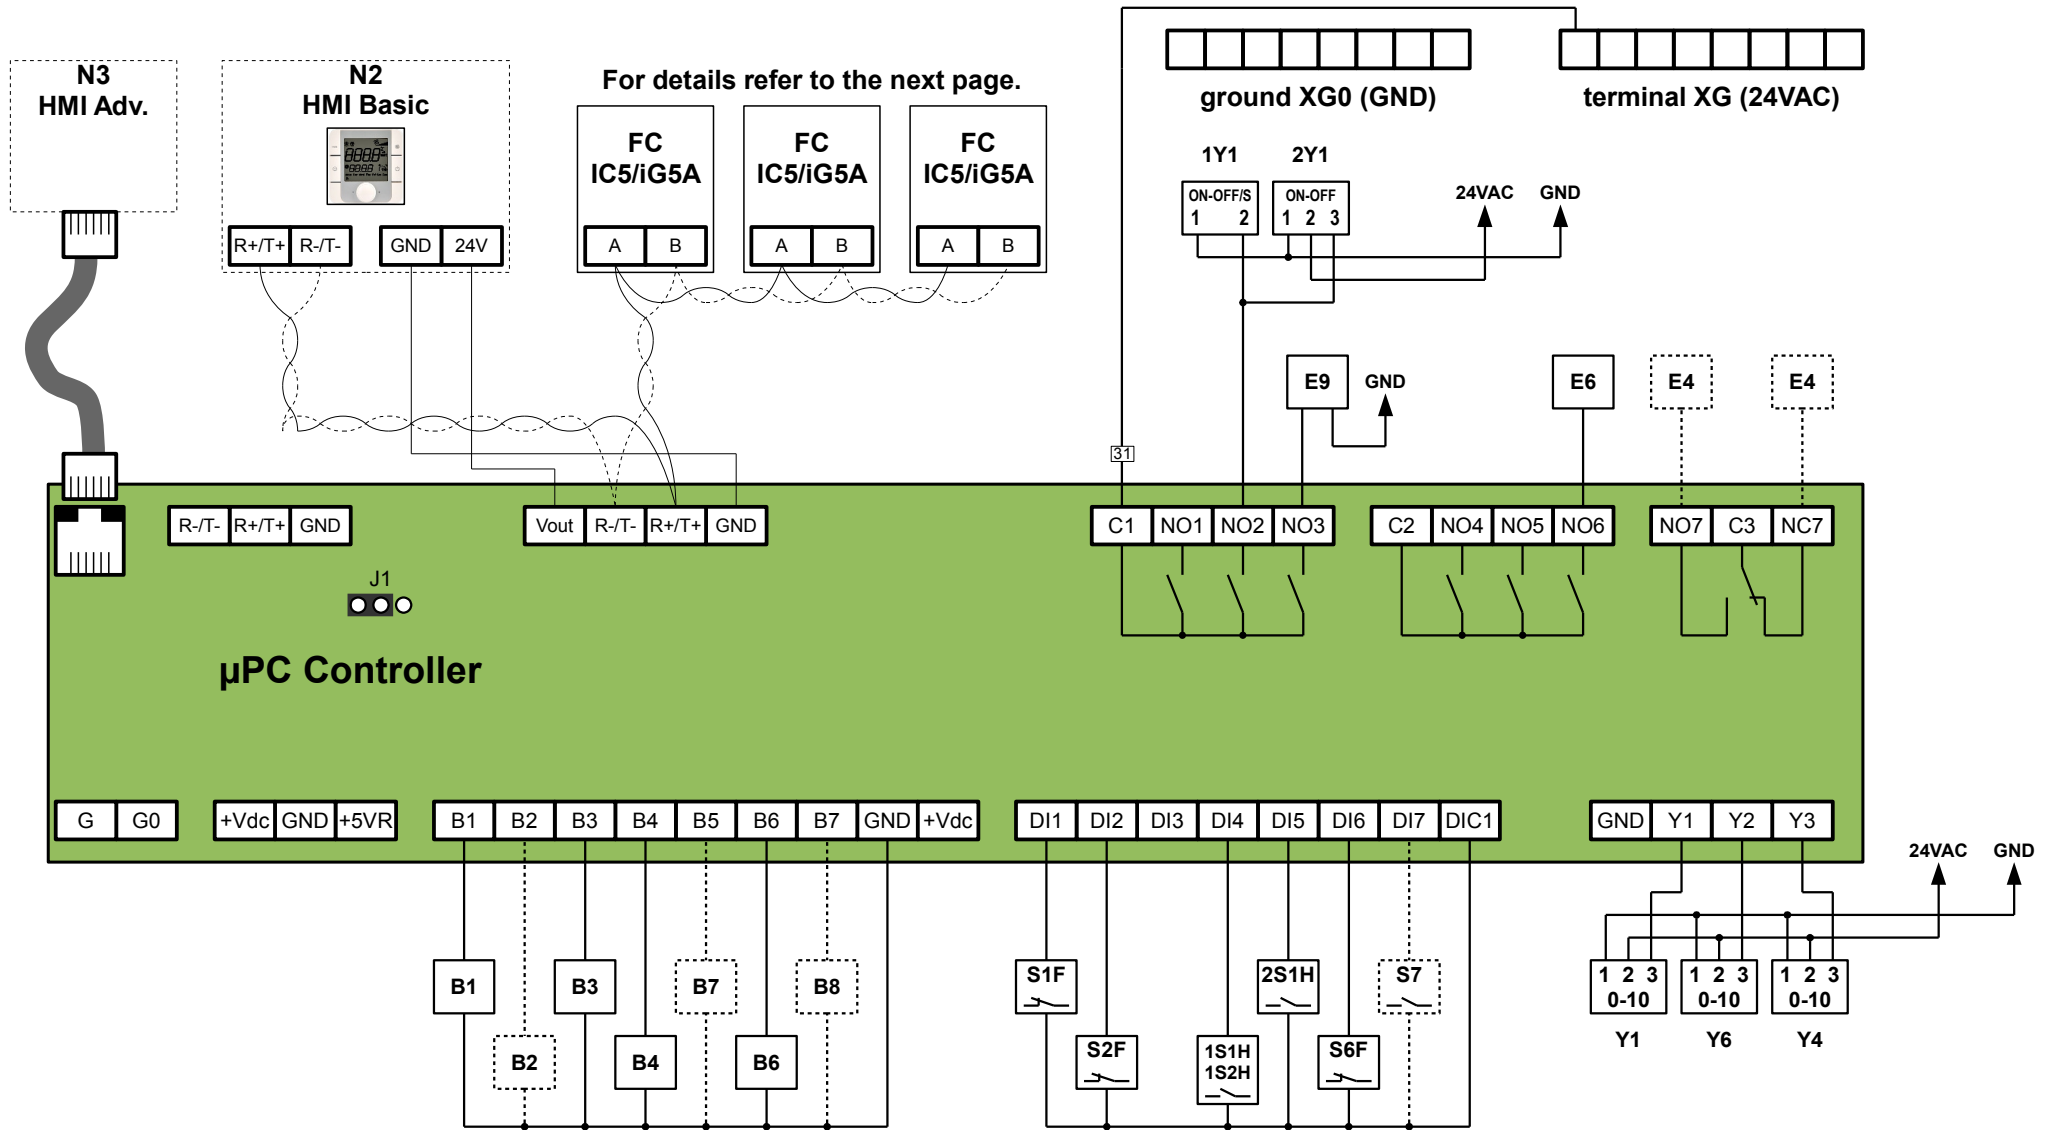 N3
HMI Adv.
N2
HMI Basic
R+/T+ R-/T- GND 24V
For details refer to the next page.
FC
IC5/iG5A
A B
FC
IC5/iG5A
A B
FC
IC5/iG5A
A B
ground XG0 (GND)
terminal XG (24VAC)
1Y1
ON-OFF/S
1 2
2Y1
ON-OFF
1 2 3
24VAC GND
E9
GND
E6
E4
E4
31
R-/T- R+/T+ GND
Vout R-/T- R+/T+ GND
C1 NO1 NO2 NO3
C2 NO4 NO5 NO6
NO7 C3 NC7
J1
µPC Controller
G G0
+Vdc GND +5VR
B1 B2 B3 B4 B5 B6 B7 GND +Vdc
DI1 DI2 DI3 DI4 DI5 DI6 DI7 DIC1
GND Y1 Y2 Y3
24VAC GND
B1
B3
B7
B8
B2
B4
B6
S1F
2S1H
S7
S2F
1S1H
1S2H
S6F
1 2 3
0-10
Y1
1 2 3
0-10
Y6
1 2 3
0-10
Y4